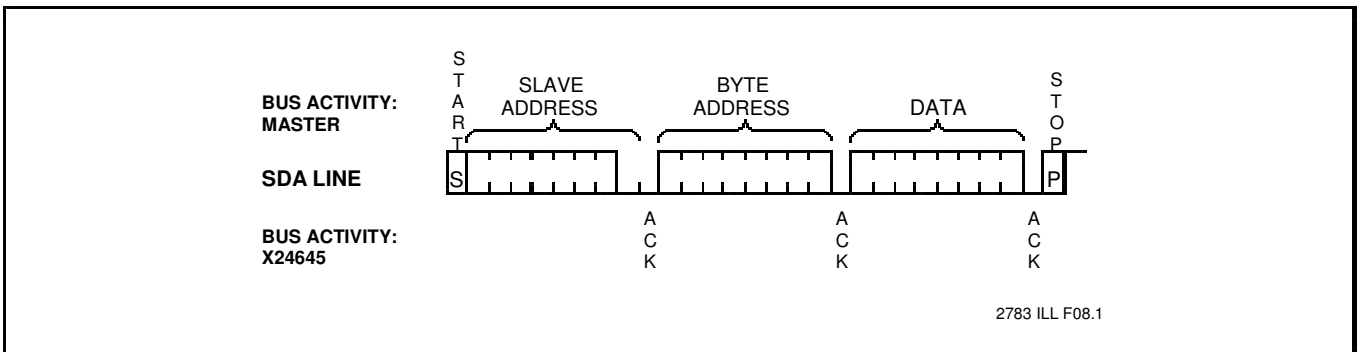 START
BUS ACTIVITY:
MASTER
SLAVE
ADDRESS
BYTE
ADDRESS
DATA
STOP
SDA LINE
S
P
BUS ACTIVITY:
X24645
ACK
ACK
ACK
2783 ILL F08.1